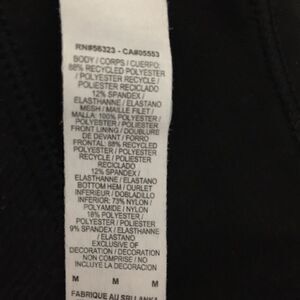 RN#56323 - CA#05553
BODY / CORPS / CUERPO:
88% RECYCLED POLYESTER
/ POLYESTER RECYCLE /
POLIESTER RECICLADO
12% SPANDEX /
ELASTHANNE / ELASTANO
MESH / MAILLE FILET /
MALLA: 100% POLYESTER /
POLYESTER/POLIESTER
FRONT LINING / DOUBLURE
DE DEVANT / FORRO
FRONTAL: 88% RECYCLED
POLYESTER / POLYESTER
RECYCLE / POLIESTER
RECICLADO
12% SPANDEX /
ELASTHANNE / ELASTANO
BOTTOM HEM / OURLET
INFERIEUR / DOBLADILLO
INFERIOR: 73% NYLON /
POLYAMIDE / NYLON
18% POLYESTER /
POLYESTER / POLIESTER
9% SPANDEX / ELASTHANNE
/ ELASTANO
EXCLUSIVE OF
DECORATION / DECORATION
NON COMPRISE / NO
INCLUYE LA DECORACION
M M M
FABRIQUE AU SRI LANKA